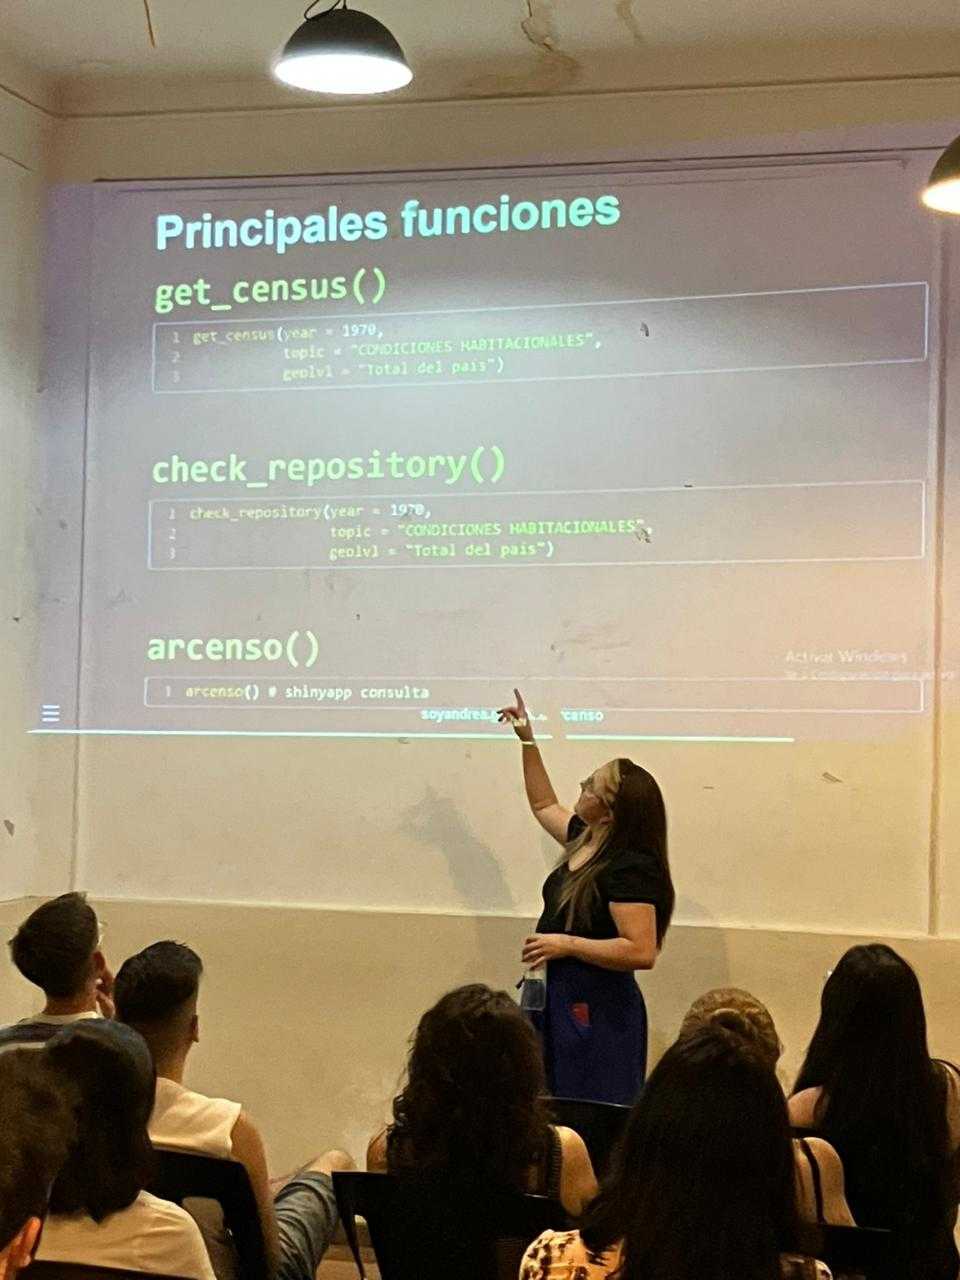 Principales funciones
get_census()
1 get_census(year = 1970,
2 topic = "CONDICIONES HABITACIONALES",
3 geolvl = "Total del pais")
check_repository()
1 check_repository(year = 1970,
2 topic = "CONDICIONES HABITACIONALES",
3 geolvl = "Total del pais")
arcenso()
1 arcenso() # shinyapp consulta
Activar Windows
soyandrea.g